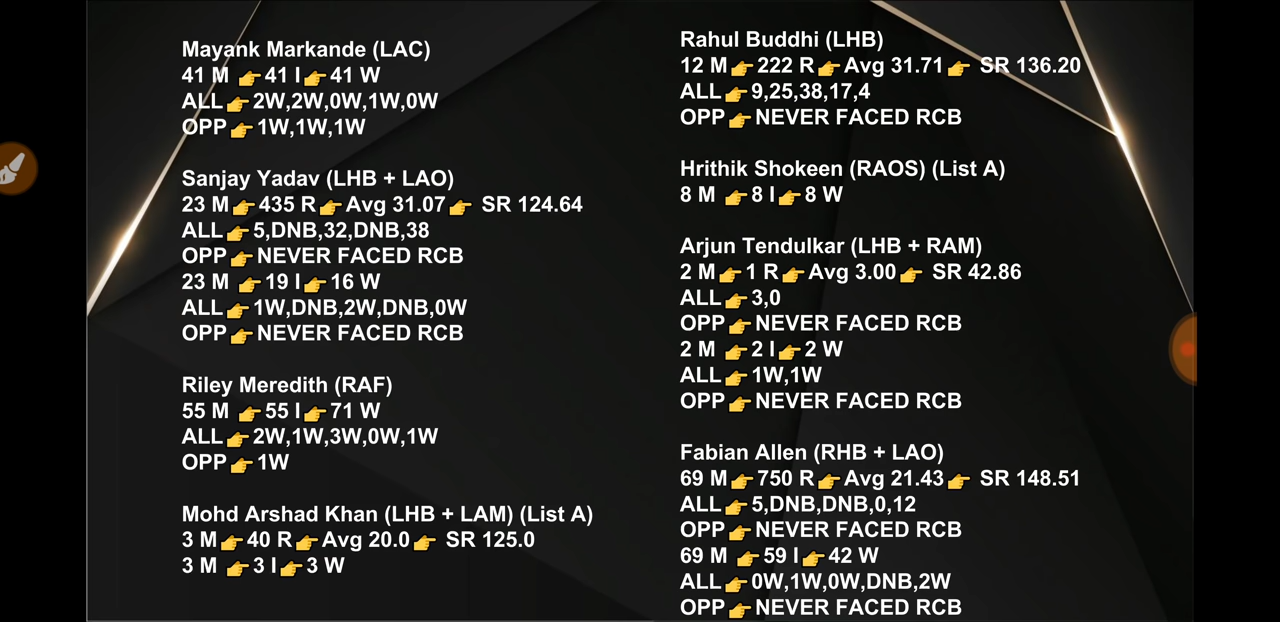 Mayank Markande (LAC)
41 M 👉 41 I 👉 41 W
ALL 👉 2W,2W,0W,1W,0W
OPP 👉 1W,1W,1W
Sanjay Yadav (LHB + LAO)
23 M 👉 435 R 👉 Avg 31.07 👉 SR 124.64
ALL 👉 5,DNB,32,DNB,38
OPP 👉 NEVER FACED RCB
23 M 👉 19 I 👉 16 W
ALL 👉 1W,DNB,2W,DNB,0W
OPP 👉 NEVER FACED RCB
Riley Meredith (RAF)
55 M 👉 55 I 👉 71 W
ALL 👉 2W,1W,3W,0W,1W
OPP 👉 1W
Mohd Arshad Khan (LHB + LAM) (List A)
3 M 👉 40 R 👉 Avg 20.0 👉 SR 125.0
3 M 👉 3 I 👉 3 W
Rahul Buddhi (LHB)
12 M 👉 222 R 👉 Avg 31.71 👉 SR 136.20
ALL 👉 9,25,38,17,4
OPP 👉 NEVER FACED RCB
Hrithik Shokeen (RAOS) (List A)
8 M 👉 8 I 👉 8 W
Arjun Tendulkar (LHB + RAM)
2 M 👉 1 R 👉 Avg 3.00 👉 SR 42.86
ALL 👉 3,0
OPP 👉 NEVER FACED RCB
2 M 👉 2 I 👉 2 W
ALL 👉 1W,1W
OPP 👉 NEVER FACED RCB
Fabian Allen (RHB + LAO)
69 M 👉 750 R 👉 Avg 21.43 👉 SR 148.51
ALL 👉 5,DNB,DNB,0,12
OPP 👉 NEVER FACED RCB
69 M 👉 59 I 👉 42 W
ALL 👉 0W,1W,0W,DNB,2W
OPP 👉 NEVER FACED RCB